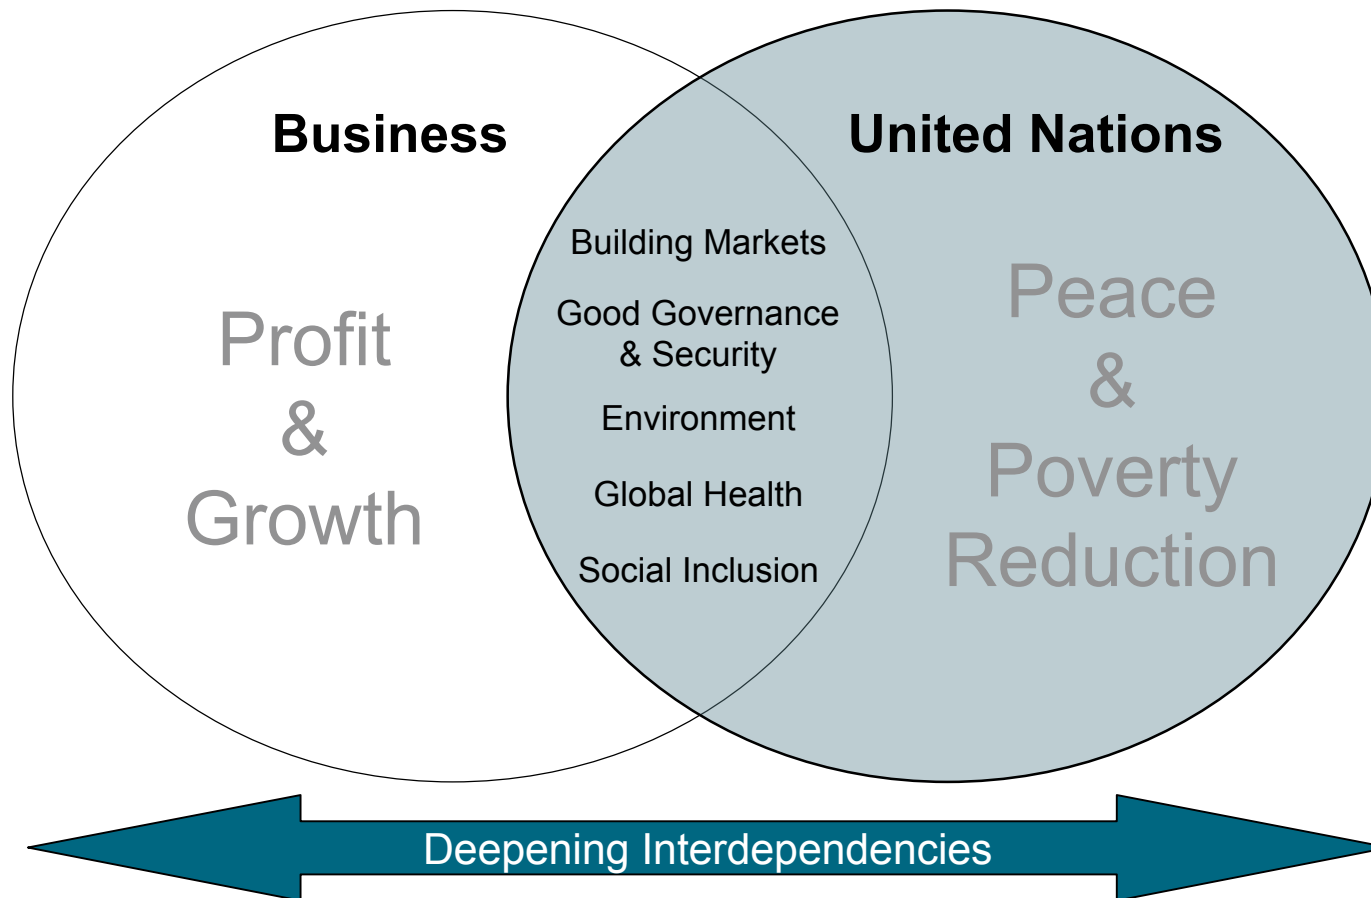 Business
United Nations
Profit
&
Growth
Building Markets
Good Governance
& Security
Environment
Global Health
Social Inclusion
Peace
&
Poverty
Reduction
Deepening Interdependencies